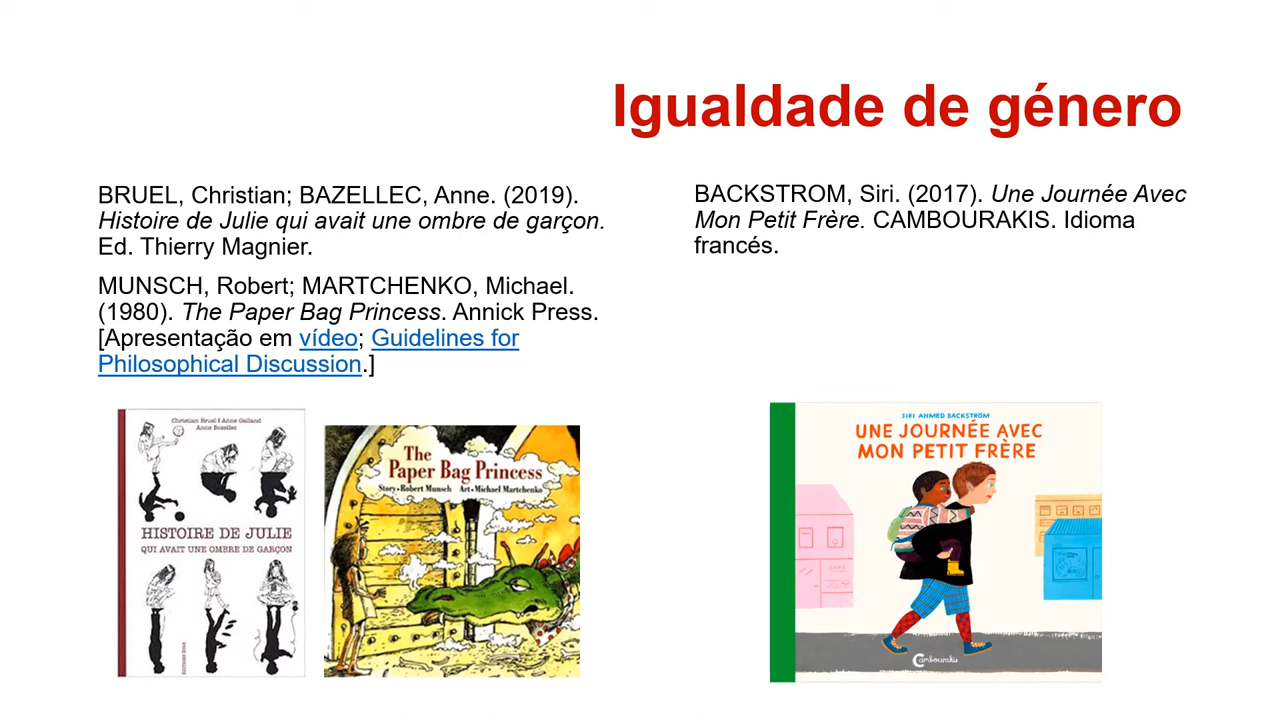 Igualdade de género
BRUEL, Christian; BAZELLEC, Anne. (2019).
Histoire de Julie qui avait une ombre de garçon.
Ed. Thierry Magnier.
MUNSCH, Robert; MARTCHENKO, Michael.
(1980). The Paper Bag Princess. Annick Press.
[Apresentação em vídeo; Guidelines for
Philosophical Discussion.]
BACKSTROM, Siri. (2017). Une Journée Avec
Mon Petit Frère. CAMBOURAKIS. Idioma
francés.
Christian Bruel | Anne Galland
Anne Bozellec
HISTOIRE DE JULIE
QUI AVAIT UNE OMBRE DE GARÇON
The
Paper Bag Princess
Story • Robert Munsch Art • Michael Martchenko
SIRI AHMED BACKSTRÖM
UNE JOURNÉE AVEC
MON PETIT FRÈRE
Cambourakis